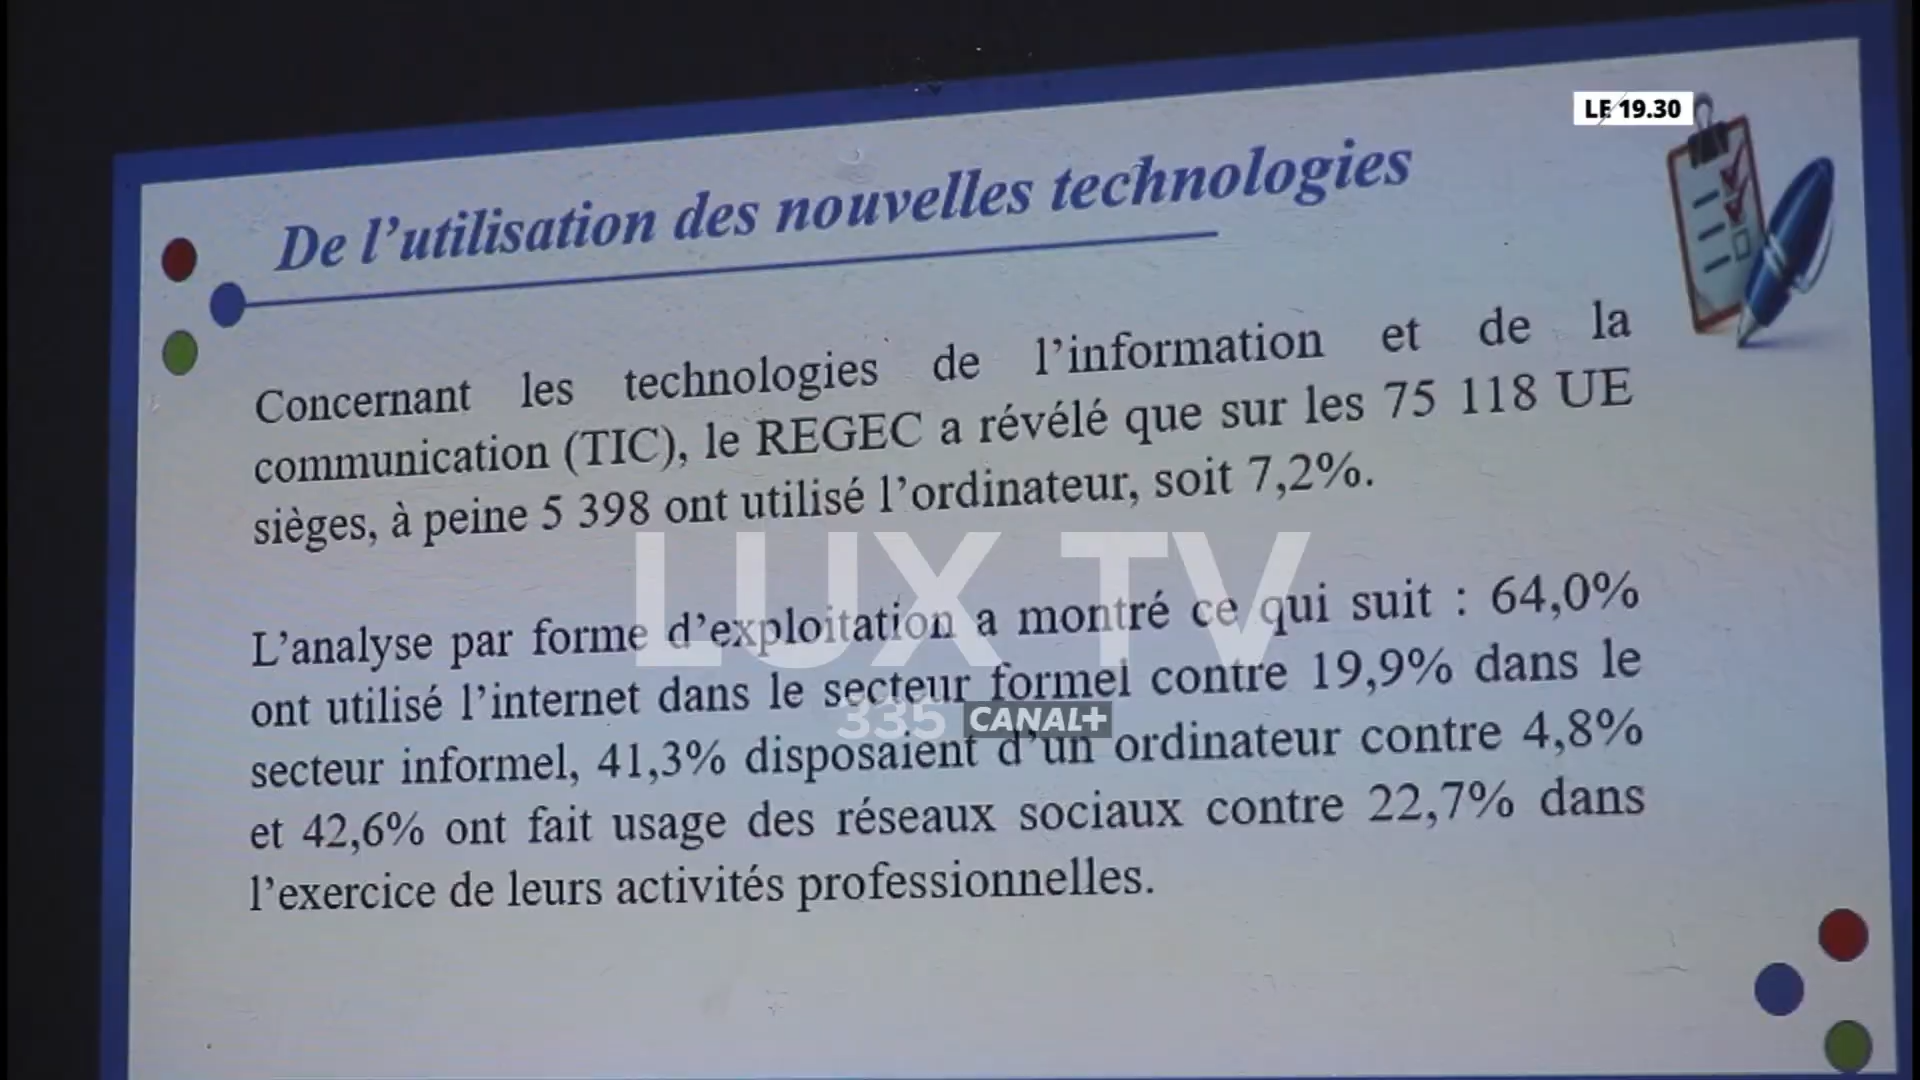 LE 19.30
De l’utilisation des nouvelles technologies
Concernant les technologies de l’information et de la
communication (TIC), le REGEC a révélé que sur les 75 118 UE
sièges, à peine 5 398 ont utilisé l’ordinateur, soit 7,2%.
LUX TV
L’analyse par forme d’exploitation a montré ce qui suit : 64,0%
ont utilisé l’internet dans le secteur formel contre 19,9% dans le
335 CANAL+
secteur informel, 41,3% disposaient d’un ordinateur contre 4,8%
et 42,6% ont fait usage des réseaux sociaux contre 22,7% dans
l’exercice de leurs activités professionnelles.